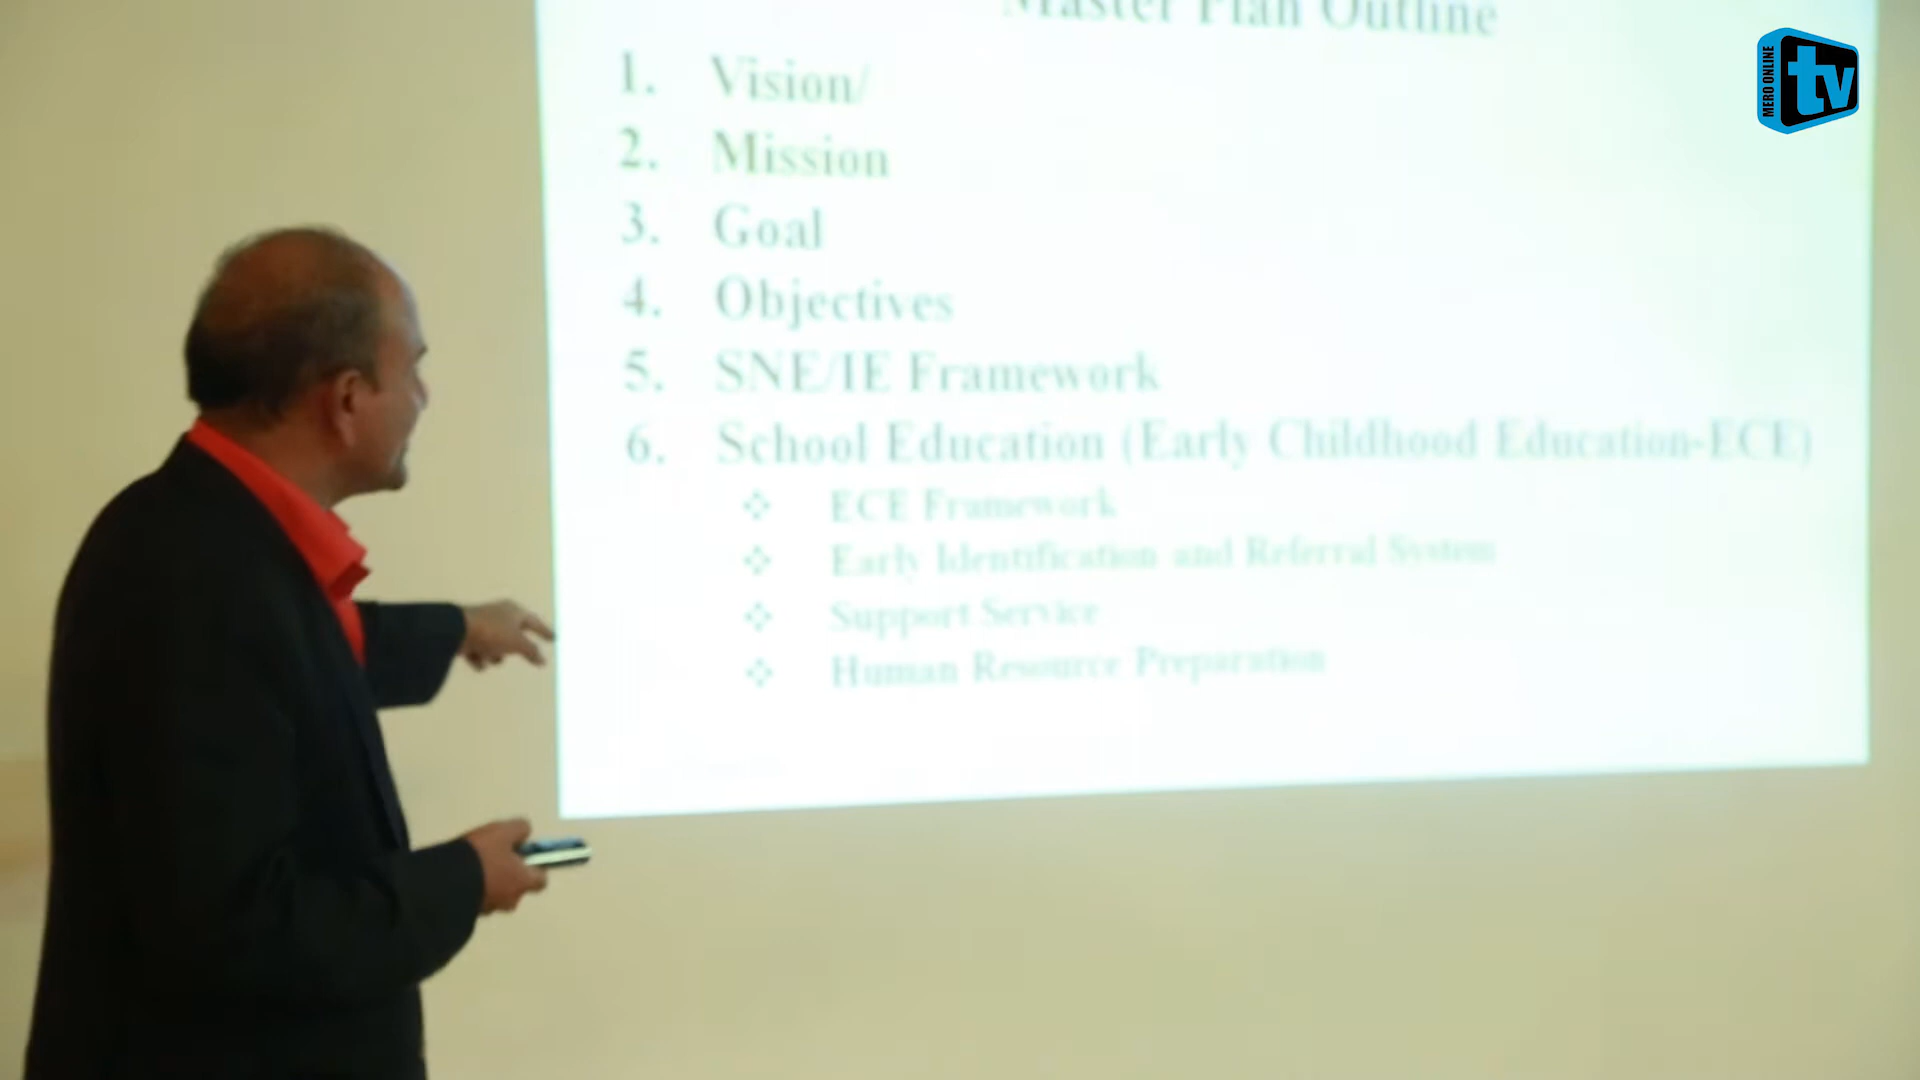 Master Plan Outline
1. Vision/
2. Mission
3. Goal
4. Objectives
5. SNE/IE Framework
6. School Education (Early Childhood Education-ECE)
❖ ECE Framework
❖ Early Identification and Referral System
❖ Support Service
❖ Human Resource Preparation
MERO ONLINE
tv